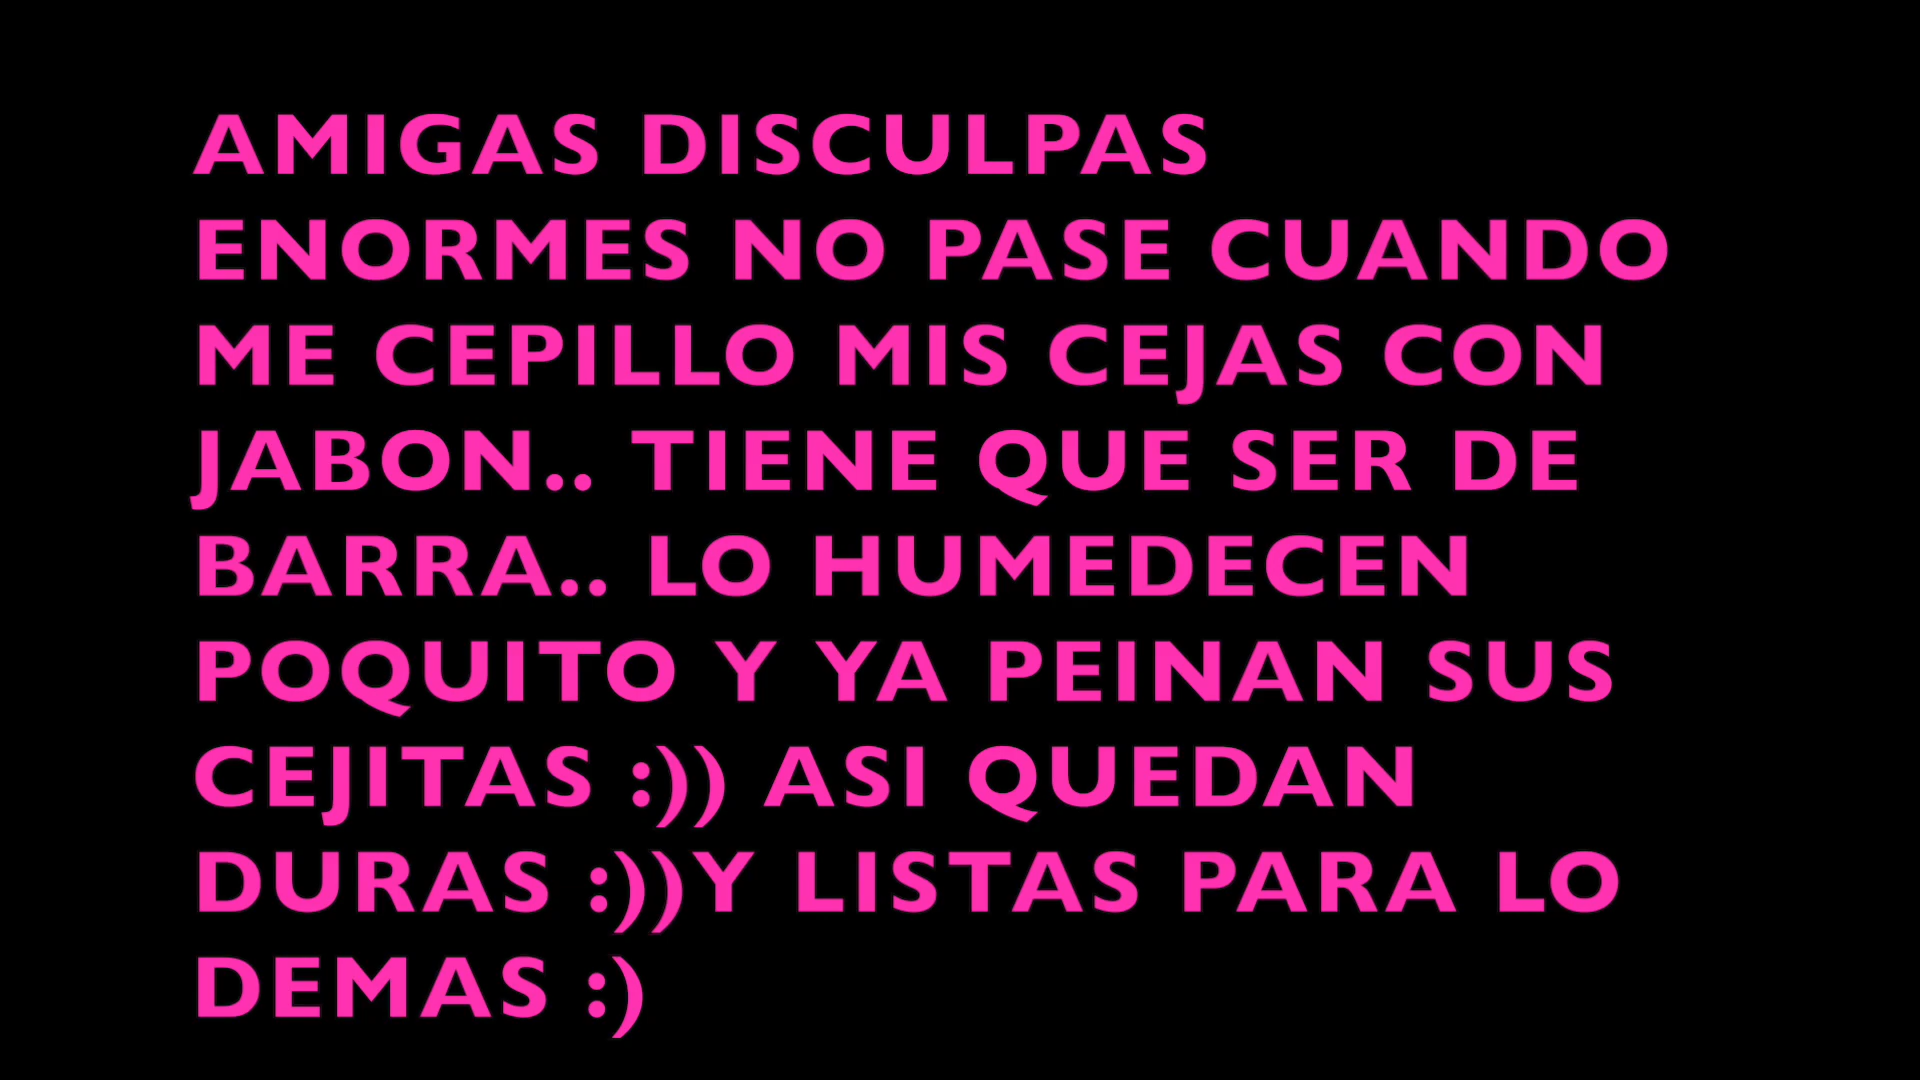 AMIGAS DISCULPAS
ENORMES NO PASE CUANDO
ME CEPILLO MIS CEJAS CON
JABON.. TIENE QUE SER DE
BARRA.. LO HUMEDECEN
POQUITO Y YA PEINAN SUS
CEJITAS :)) ASI QUEDAN
DURAS :))Y LISTAS PARA LO
DEMAS :)